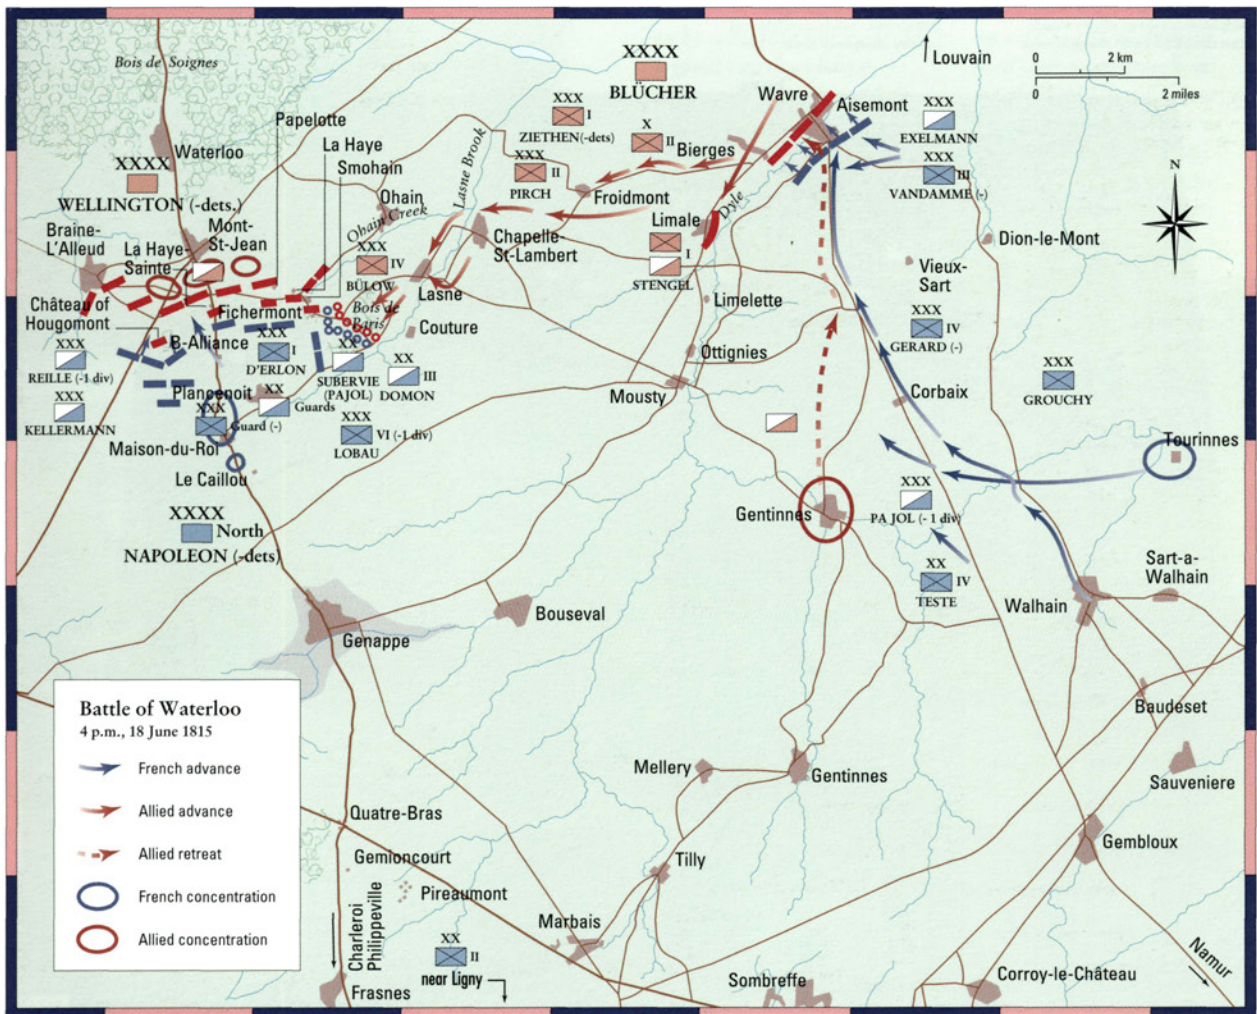 Bois de Soignes
Waterloo
XXXX
WELLINGTON (-dets.)
Braine-
L'Alleud
La Haye-
Sainte
Mont-
St-Jean
Papelotte
La Haye
Smohain
Ohain
Ohain Creek
Lasne Brook
XXXX
BLÜCHER
XXX
I
ZIETHEN(-dets)
X
II
Bierges
XXX
II
PIRCH
Froidmont
Wavre
Aisemont
Louvain
0 2 km
0 2 miles
XXX
EXELMANN
XXX
III
VANDAMME (-)
N
Limale
Dyle
XXX
I
STENGEL
Chapelle-
St-Lambert
XXX
IV
BÜLOW
Lasne
Bois de
Paris
Couture
Limelette
Ottignies
Mousty
Dion-le-Mont
Vieux-
Sart
XXX
IV
GERARD (-)
XXX
GROUCHY
Corbaix
Tourinnes
Château of
Hougomont
Fichermont
B-Alliance
XXX
REILLE (-1 div)
XXX
KELLERMANN
XXX
I
D'ERLON
XX
SUBERVIE
(PAJOL)
XX
III
DOMON
Plancenoit
XX
Guards
XXX
Guard (-)
XXX
VI (-1 div)
LOBAU
Maison-du-Roi
Le Caillou
XXXX
North
NAPOLEON (-dets)
Gentinnes
XXX
PA JOL (- 1 div)
XX
IV
TESTE
Sart-a-
Walhain
Walhain
Genappe
Bouseval
Baudeset
Sauveniere
Gembloux
Mellery
Gentinnes
Tilly
Quatre-Bras
Gemioncourt
Pireaumont
Charleroi
Philippeville
Frasnes
XX
II
near Ligny
Marbais
Sombreffe
Corroy-le-Château
Namur
Battle of Waterloo
4 p.m., 18 June 1815
French advance
Allied advance
Allied retreat
French concentration
Allied concentration